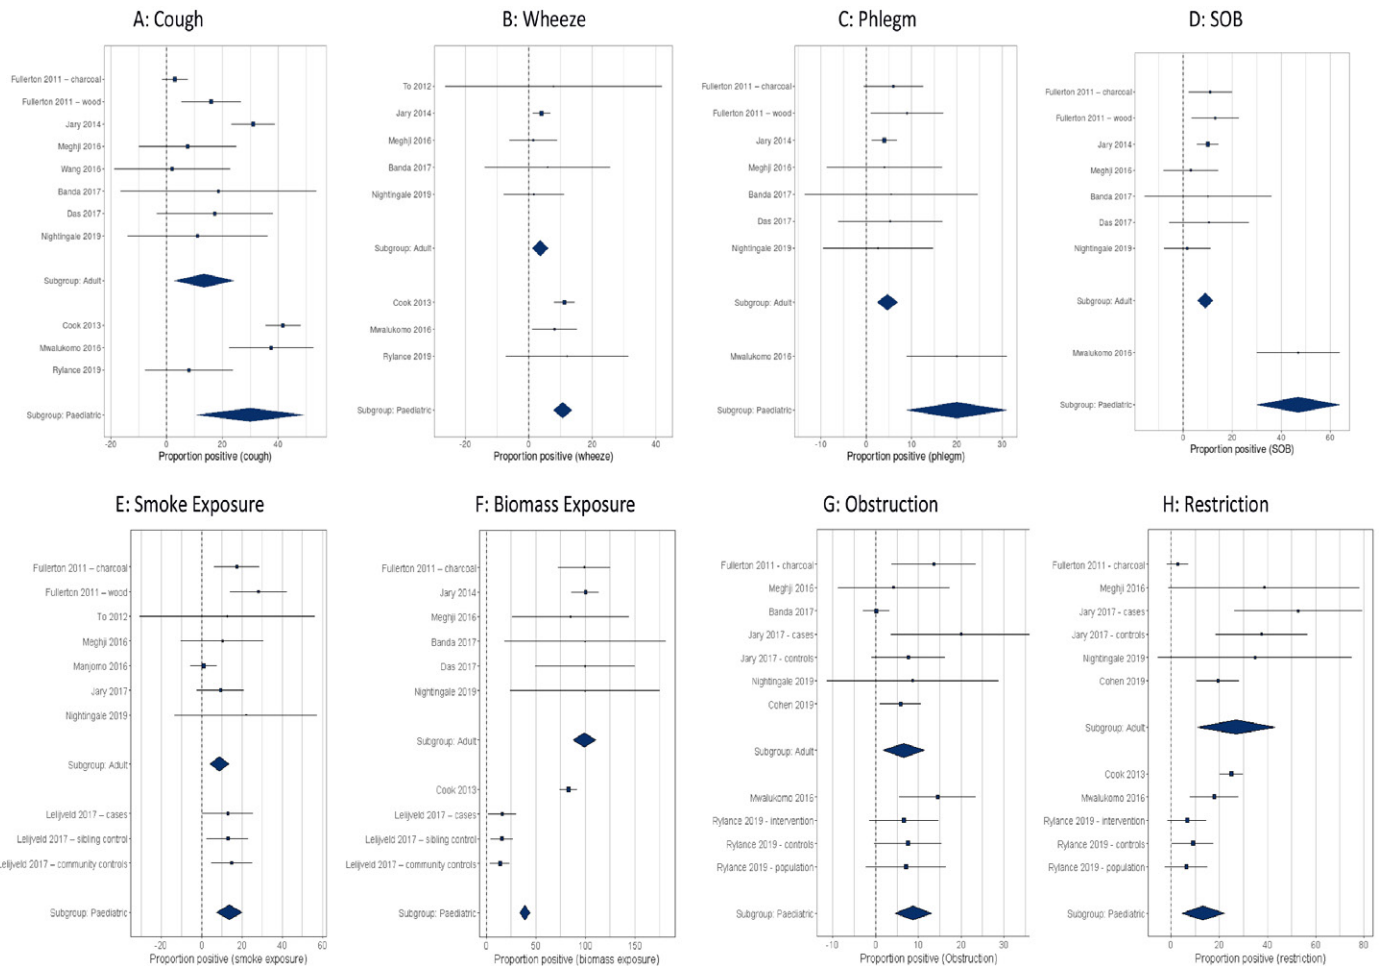 A: Cough
Fullerton 2011 – charcoal
Fullerton 2011 – wood
Jary 2014
Meghji 2016
Wang 2016
Banda 2017
Das 2017
Nightingale 2019
Subgroup: Adult
Cook 2013
Mwalukomo 2016
Rylance 2019
Subgroup: Paediatric
-20 0 20 40
Proportion positive (cough)
B: Wheeze
To 2012
Jary 2014
Meghji 2016
Banda 2017
Nightingale 2019
Subgroup: Adult
Cook 2013
Mwalukomo 2016
Rylance 2019
Subgroup: Paediatric
-20 0 20 40
Proportion positive (wheeze)
C: Phlegm
Fullerton 2011 – charcoal
Fullerton 2011 – wood
Jary 2014
Meghji 2016
Banda 2017
Das 2017
Nightingale 2019
Subgroup: Adult
Mwalukomo 2016
Subgroup: Paediatric
-10 0 10 20 30
Proportion positive (phlegm)
D: SOB
Fullerton 2011 – charcoal
Fullerton 2011 – wood
Jary 2014
Meghji 2016
Banda 2017
Das 2017
Nightingale 2019
Subgroup: Adult
Mwalukomo 2016
Subgroup: Paediatric
0 20 40 60
Proportion positive (SOB)
E: Smoke Exposure
Fullerton 2011 – charcoal
Fullerton 2011 – wood
To 2012
Meghji 2016
Manjomo 2016
Jary 2017
Nightingale 2019
Subgroup: Adult
Lelijveld 2017 – cases
Lelijveld 2017 – sibling control
Lelijveld 2017 – community controls
Subgroup: Paediatric
-20 0 20 40 60
Proportion positive (smoke exposure)
F: Biomass Exposure
Fullerton 2011 – charcoal
Jary 2014
Meghji 2016
Banda 2017
Das 2017
Nightingale 2019
Subgroup: Adult
Cook 2013
Lelijveld 2017 – cases
Lelijveld 2017 – sibling control
Lelijveld 2017 – community controls
Subgroup: Paediatric
0 50 100 150
Proportion positive (biomass exposure)
G: Obstruction
Fullerton 2011 - charcoal
Meghji 2016
Banda 2017
Jary 2017 - cases
Jary 2017 - controls
Nightingale 2019
Cohen 2019
Subgroup: Adult
Mwalukomo 2016
Rylance 2019 - intervention
Rylance 2019 - controls
Rylance 2019 - population
Subgroup: Paediatric
-10 0 10 20 30
Proportion positive (Obstruction)
H: Restriction
Fullerton 2011 - charcoal
Meghji 2016
Jary 2017 - cases
Jary 2017 - controls
Nightingale 2019
Cohen 2019
Subgroup: Adult
Cook 2013
Mwalukomo 2016
Rylance 2019 - intervention
Rylance 2019 - controls
Rylance 2019 - population
Subgroup: Paediatric
0 20 40 60 80
Proportion positive (restriction)